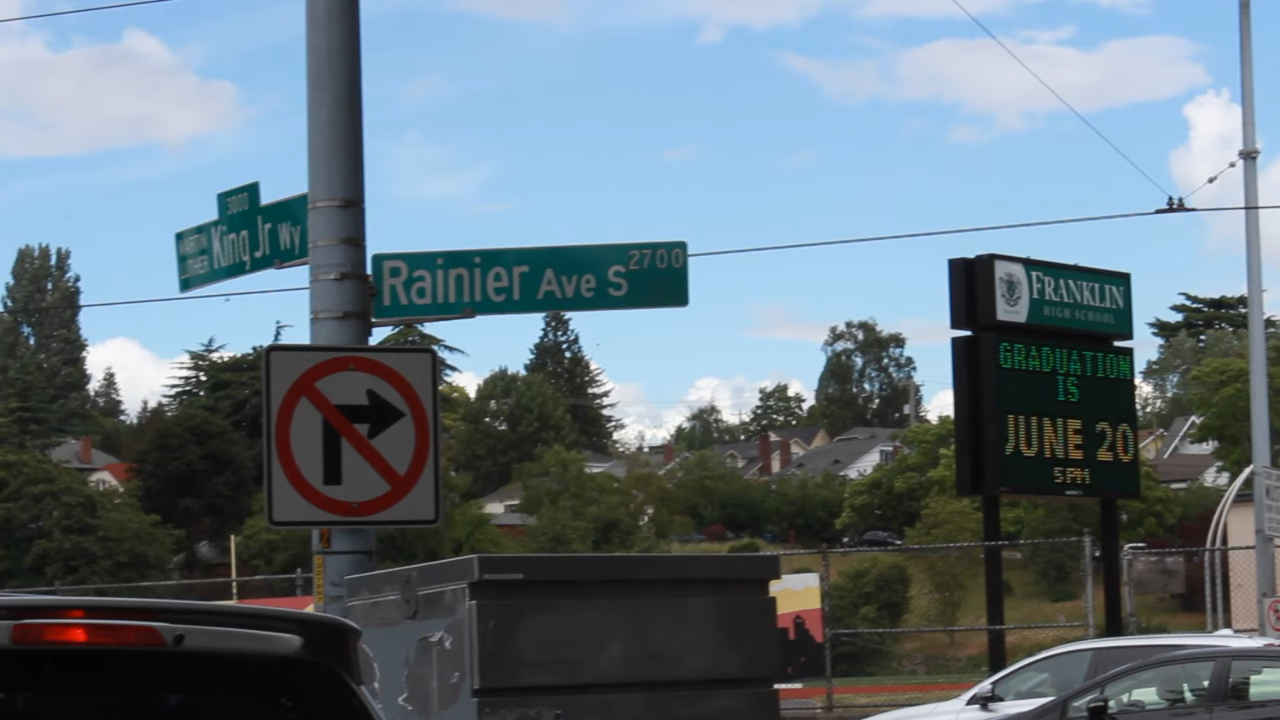 3000
MARTIN
LUTHER King Jr Wy
Rainier Ave S 2700
FRANKLIN
HIGH SCHOOL
GRADUATION
IS
JUNE 20
5PM